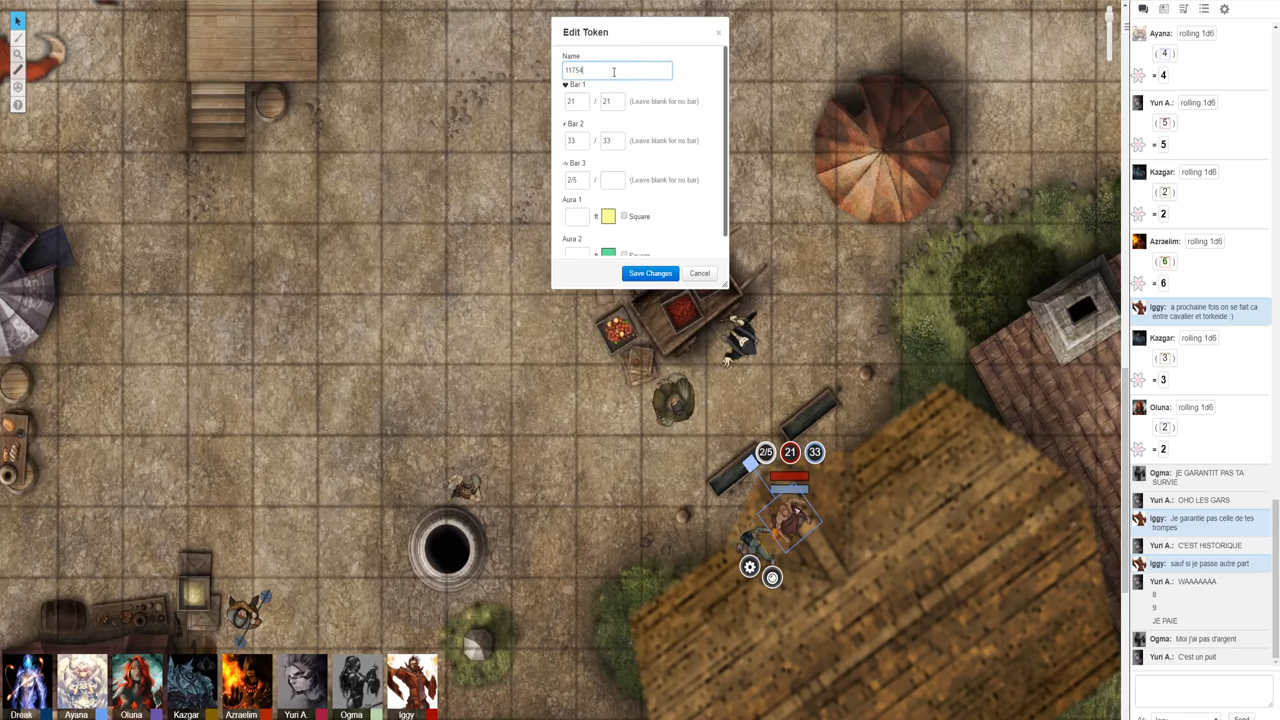 Edit Token
×
Name
11754
Bar 1
21 / 21 (Leave blank for no bar)
Bar 2
33 / 33 (Leave blank for no bar)
Bar 3
2/5 / (Leave blank for no bar)
Aura 1
ft. Square
Aura 2
Square
Save Changes Cancel
2/5 21 33
Dreak Ayana Oluna Kazgar Azraelim Yuri A. Ogma Iggy
Ayana: rolling 1d6
(4)
= 4
Yuri A.: rolling 1d6
(5)
= 5
Kazgar: rolling 1d6
(2)
= 2
Azraelim: rolling 1d6
(6)
= 6
Iggy: a prochaine fois on se fait ca
entre cavalier et torkeide :)
Kazgar: rolling 1d6
(3)
= 3
Oluna: rolling 1d6
(2)
= 2
Ogma: JE GARANTIT PAS TA
SURVIE
Yuri A.: OHO LES GARS
Iggy: Je garantie pas celle de tes
trompes
Yuri A.: C'EST HISTORIQUE
Iggy: sauf si je passe autre part
Yuri A.: WAAAAAAA
8
9
JE PAIE
Ogma: Moi j'ai pas d'argent
Yuri A.: C'est un puit
As: Iggy Send